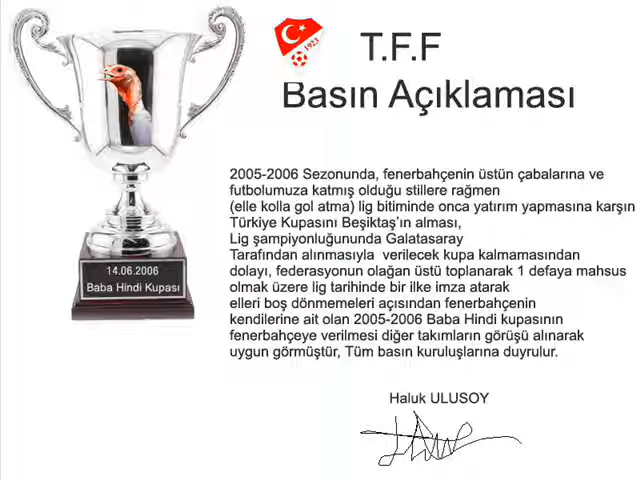 T.F.F
1923
Basın Açıklaması
2005-2006 Sezonunda, fenerbahçenin üstün çabalarına ve
futbolumuza katmış olduğu stillere rağmen
(elle kolla gol atma) lig bitiminde onca yatırım yapmasına karşın
Türkiye Kupasını Beşiktaş'ın alması,
Lig şampiyonluğununda Galatasaray
Tarafından alınmasıyla verilecek kupa kalmamasından
dolayı, federasyonun olağan üstü toplanarak 1 defaya mahsus
olmak üzere lig tarihinde bir ilke imza atarak
elleri boş dönmemeleri açısından fenerbahçenin
kendilerine ait olan 2005-2006 Baba Hindi kupasının
fenerbahçeye verilmesi diğer takımların görüşü alınarak
uygun görmüştür, Tüm basın kuruluşlarına duyrulur.
Haluk ULUSOY
14.06.2006
Baba Hindi Kupası